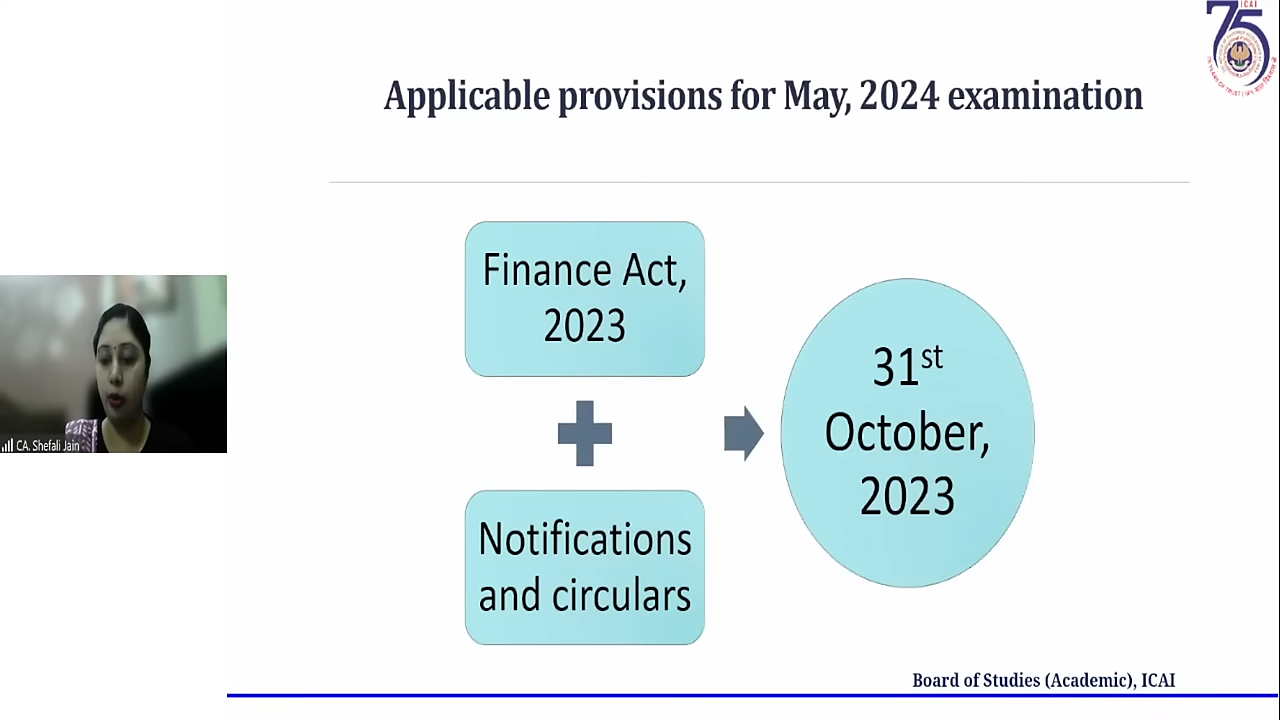 ICAI
75
Applicable provisions for May, 2024 examination
Finance Act,
2023
31st
October,
2023
Notifications
and circulars
CA. Shefali Jain
Board of Studies (Academic), ICAI